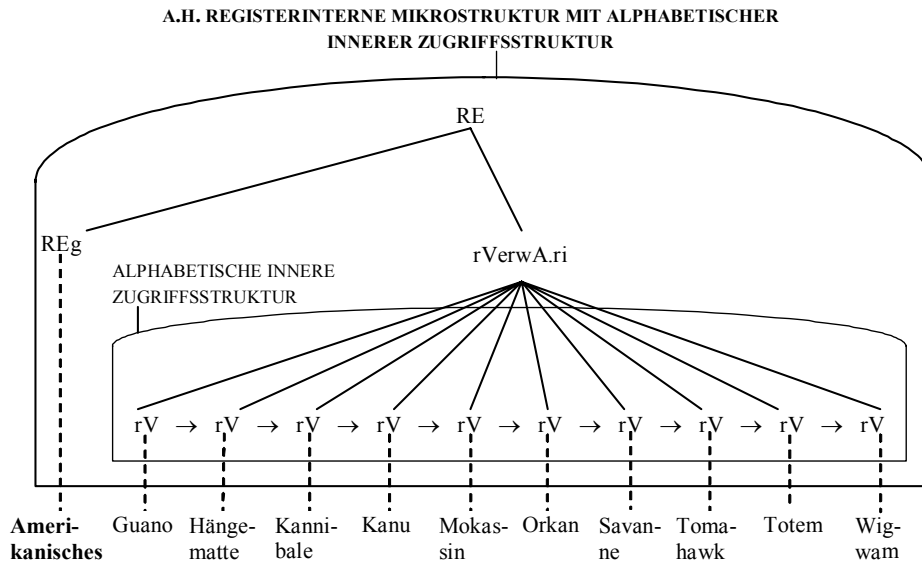 A.H. REGISTERINTERNE MIKROSTRUKTUR MIT ALPHABETISCHER
INNERER ZUGRIFFSSTRUKTUR
RE
REg
rVerwA.ri
ALPHABETISCHE INNERE
ZUGRIFFSSTRUKTUR
rV → rV → rV → rV → rV → rV → rV → rV → rV → rV
Ameri- Guano Hänge- Kanni- Kanu Mokas- Orkan Savan- Toma- Totem Wig-
kanisches matte bale sin ne hawk wam